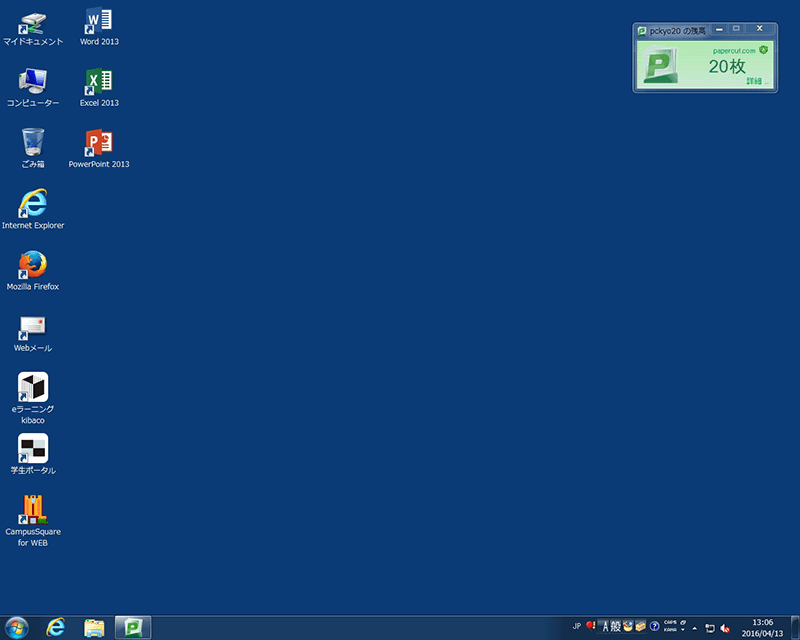 マイドキュメント
Word 2013
コンピューター
Excel 2013
ごみ箱
PowerPoint 2013
Internet Explorer
Mozilla Firefox
Webメール
eラーニング
kibaco
学生ポータル
CampusSquare
for WEB
pckyo20 の残高
papercut.com
20枚
詳細...
JP
A 般
CAPS
KANA
13:06
2016/04/13